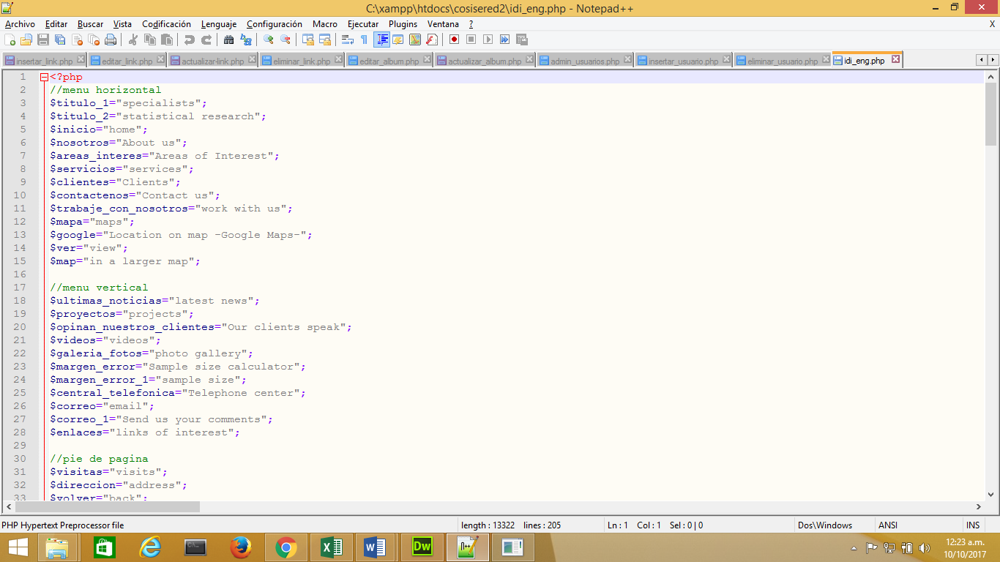 C:\xampp\htdocs\cosisered2\idi_eng.php - Notepad++
Archivo Editar Buscar Vista Codificación Lenguaje Configuración Macro Ejecutar Plugins Ventana ? X
insertar_link.php editar_link.php actualizar-link.php eliminar_link.php editar_album.php actualizar_album.php admin_usuarios.php insertar_usuario.php eliminar_usuario.php idi_eng.php
1 <?php
2 //menu horizontal
3 $titulo_1="specialists";
4 $titulo_2="statistical research";
5 $inicio="home";
6 $nosotros="About us";
7 $areas_interes="Areas of Interest";
8 $servicios="services";
9 $clientes="Clients";
10 $contactenos="Contact us";
11 $trabaje_con_nosotros="work with us";
12 $mapa="maps";
13 $google="Location on map -Google Maps-";
14 $ver="view";
15 $map="in a larger map";
16
17 //menu vertical
18 $ultimas_noticias="latest news";
19 $proyectos="projects";
20 $opinan_nuestros_clientes="Our clients speak";
21 $videos="videos";
22 $galeria_fotos="photo gallery";
23 $margen_error="Sample size calculator";
24 $margen_error_1="sample size";
25 $central_telefonica="Telephone center";
26 $correo="email";
27 $correo_1="Send us your comments";
28 $enlaces="links of interest";
29
30 //pie de pagina
31 $visitas="visits";
32 $direccion="address";
33 $volver="back";
PHP Hypertext Preprocessor file length : 13322 lines : 205 Ln : 1 Col : 1 Sel : 0 | 0 Dos\Windows ANSI INS
12:23 a.m.
10/10/2017